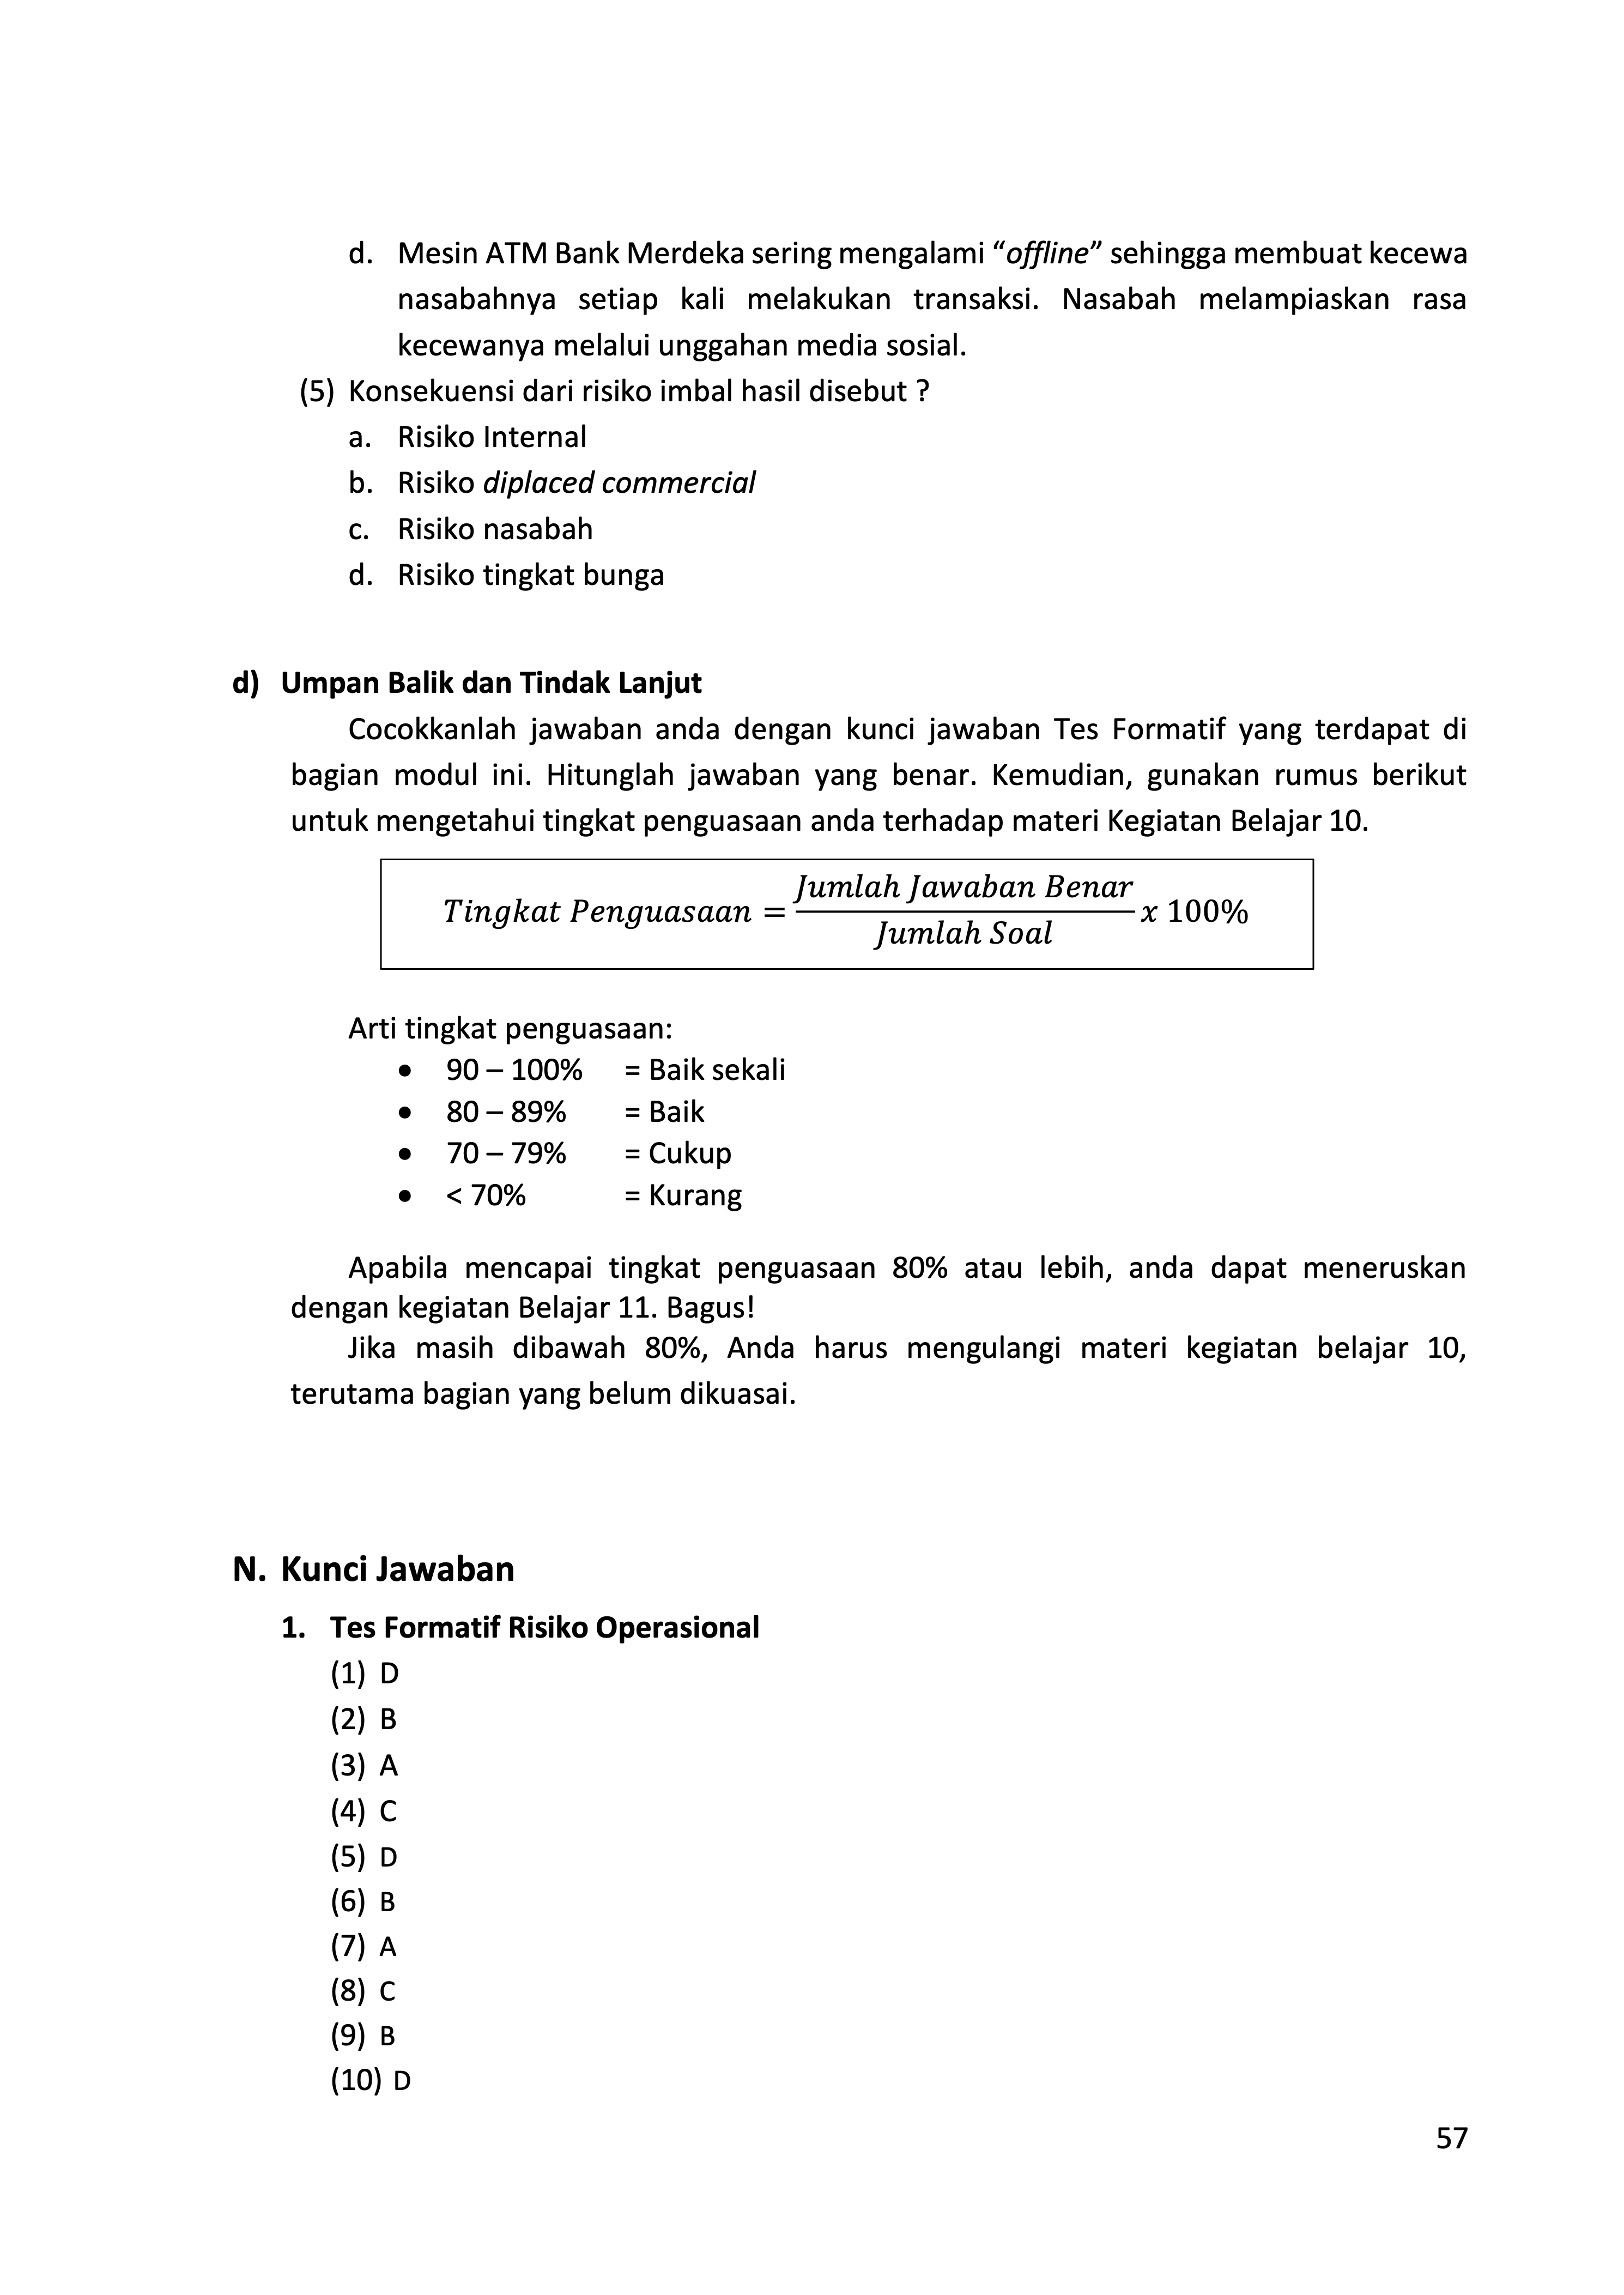 d. Mesin ATM Bank Merdeka sering mengalami “offline” sehingga membuat kecewa
nasabahnya setiap kali melakukan transaksi. Nasabah melampiaskan rasa
kecewanya melalui unggahan media sosial.
(5) Konsekuensi dari risiko imbal hasil disebut ?
a. Risiko Internal
b. Risiko diplaced commercial
c. Risiko nasabah
d. Risiko tingkat bunga
d) Umpan Balik dan Tindak Lanjut
Cocokkanlah jawaban anda dengan kunci jawaban Tes Formatif yang terdapat di
bagian modul ini. Hitunglah jawaban yang benar. Kemudian, gunakan rumus berikut
untuk mengetahui tingkat penguasaan anda terhadap materi Kegiatan Belajar 10.
Jumlah Jawaban Benar
Tingkat Penguasaan = x 100%
Jumlah Soal
Arti tingkat penguasaan:
• 90 – 100% = Baik sekali
• 80 – 89% = Baik
• 70 – 79% = Cukup
• < 70% = Kurang
Apabila mencapai tingkat penguasaan 80% atau lebih, anda dapat meneruskan
dengan kegiatan Belajar 11. Bagus!
Jika masih dibawah 80%, Anda harus mengulangi materi kegiatan belajar 10,
terutama bagian yang belum dikuasai.
N. Kunci Jawaban
1. Tes Formatif Risiko Operasional
(1) D
(2) B
(3) A
(4) C
(5) D
(6) B
(7) A
(8) C
(9) B
(10) D
57